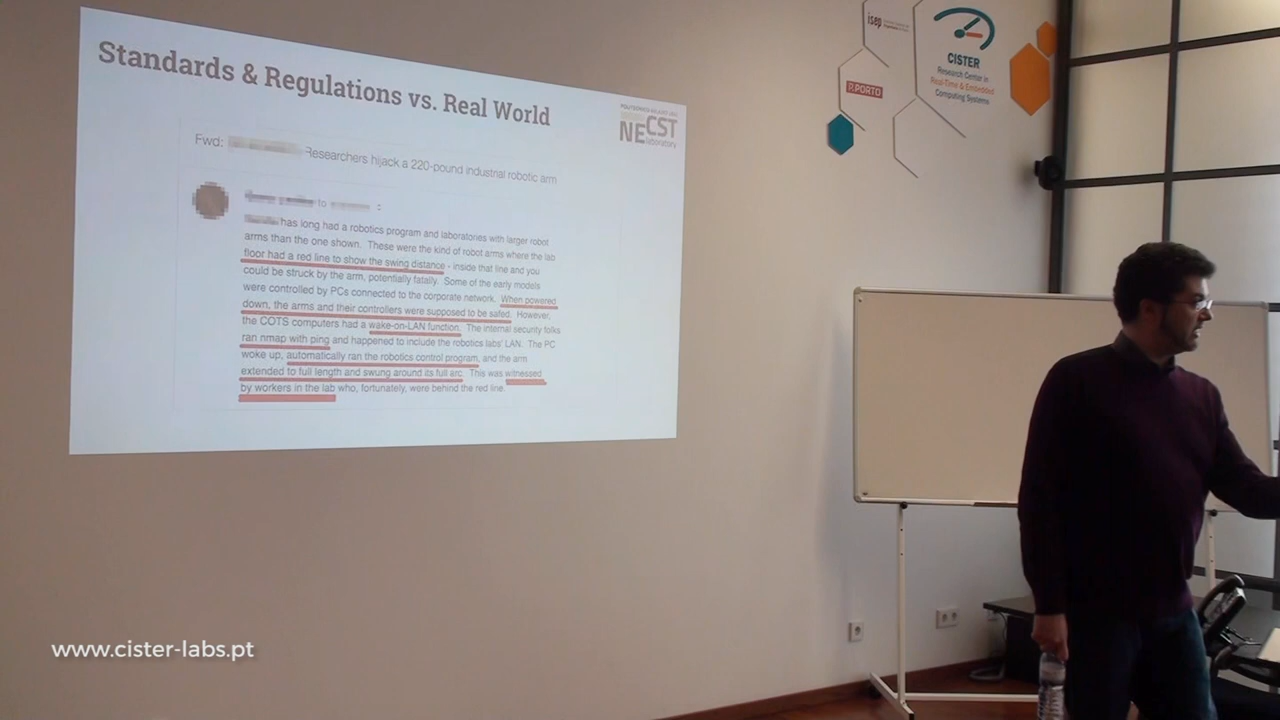 Standards & Regulations vs. Real World
POLITECNICO MILANO 1863
NECST
laboratory
Fwd: Researchers hijack a 220-pound industrial robotic arm
to
has long had a robotics program and laboratories with larger robot
arms than the one shown. These were the kind of robot arms where the lab
floor had a red line to show the swing distance - inside that line and you
could be struck by the arm, potentially fatally. Some of the early models
were controlled by PCs connected to the corporate network. When powered
down, the arms and their controllers were supposed to be safed. However,
the COTS computers had a wake-on-LAN function. The internal security folks
ran nmap with ping and happened to include the robotics labs' LAN. The PC
woke up, automatically ran the robotics control program, and the arm
extended to full length and swung around its full arc. This was witnessed
by workers in the lab who, fortunately, were behind the red line.
isep
P.PORTO
CISTER
Research Center in
Real-Time & Embedded
Computing Systems
www.cister-labs.pt